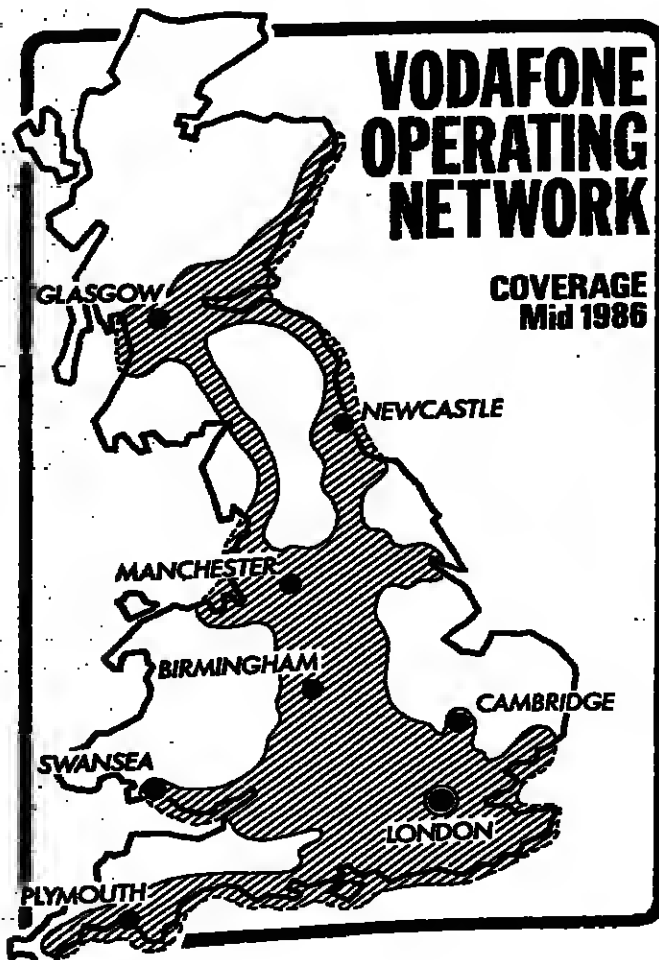 VODAFONE
OPERATING
NETWORK
COVERAGE
Mid 1986
GLASGOW
NEWCASTLE
MANCHESTER
BIRMINGHAM
CAMBRIDGE
SWANSEA
LONDON
PLYMOUTH